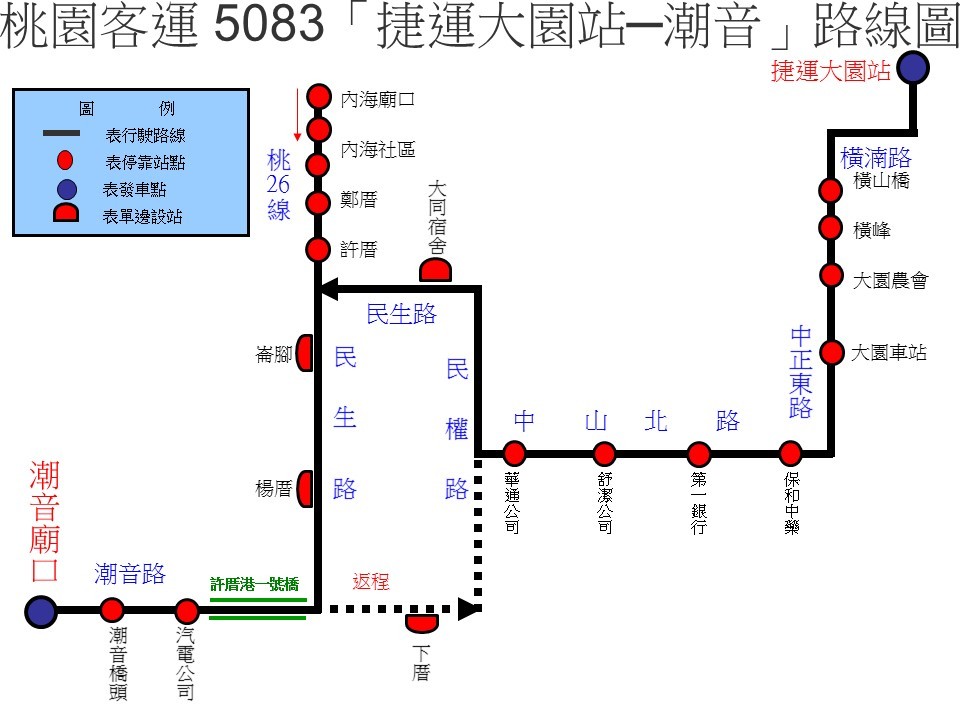 桃園客運 5083「捷運大園站─潮音」路線圖
捷運大園站
圖 例
表行駛路線
表停靠站點
表發車點
表單邊設站
內海廟口
內海社區
桃26線
鄭厝
許厝
大同宿舍
橫湳路
橫山橋
橫峰
大園農會
大園車站
中正東路
民生路
崙腳
民生路
民權路
中山北路
華通公司
舒潔公司
第一銀行
保和中藥
楊厝
潮音廟口
潮音路
許厝港一號橋
返程
潮音橋頭
汽電公司
下厝